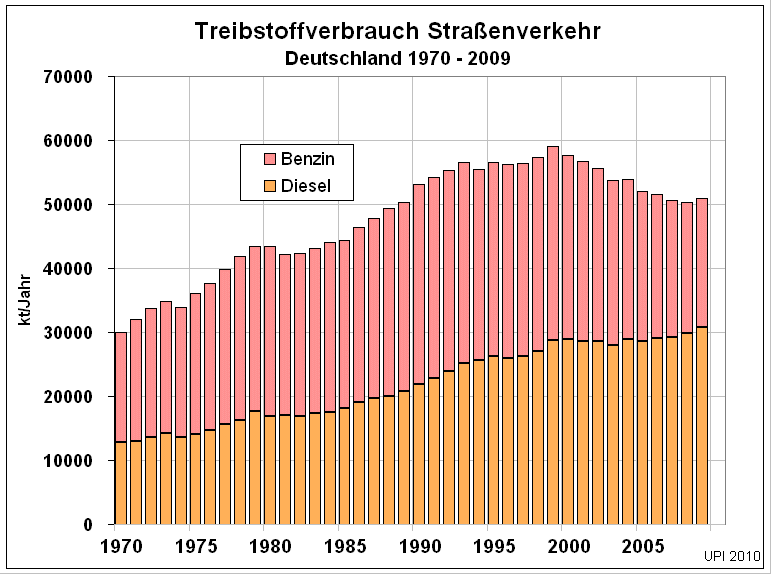 Treibstoffverbrauch Straßenverkehr
Deutschland 1970 - 2009
70000
60000
50000
40000
30000
20000
10000
0
kt/Jahr
Benzin
Diesel
1970 1975 1980 1985 1990 1995 2000 2005
UPI 2010